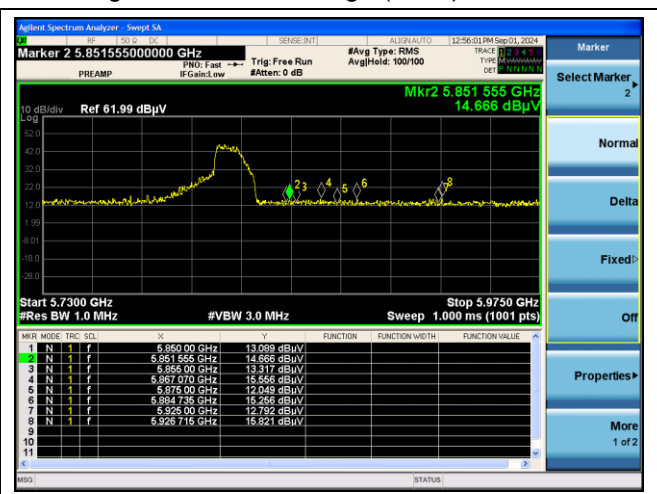 Agilent Spectrum Analyzer - Swept SA
RF 50 Ω DC SENSE:INT ALIGN AUTO 12:56:01 PM Sep 01, 2024
Marker 2 5.851555000000 GHz
#Avg Type: RMS
TRACE 1 2 3 4 5 6
PNO: Fast Trig: Free Run Avg|Hold: 100/100
TYPE
PREAMP IFGain:Low #Atten: 0 dB
DET P N N N N N
Mkr2 5.851 555 GHz
14.666 dBµV
10 dB/div Ref 61.99 dBµV
Log
52.0
42.0
32.0
22.0
12.0
1.99
-8.01
-18.0
-28.0
2 3 4 5 6 8
Start 5.7300 GHz Stop 5.9750 GHz
#Res BW 1.0 MHz #VBW 3.0 MHz Sweep 1.000 ms (1001 pts)
MKR MODE TRC SCL X Y FUNCTION FUNCTION WIDTH FUNCTION VALUE
1 N 1 f 5.850 00 GHz 13.089 dBµV
2 N 1 f 5.851 555 GHz 14.666 dBµV
3 N 1 f 5.855 00 GHz 13.317 dBµV
4 N 1 f 5.867 070 GHz 15.556 dBµV
5 N 1 f 5.875 00 GHz 12.049 dBµV
6 N 1 f 5.884 735 GHz 15.256 dBµV
7 N 1 f 5.925 00 GHz 12.792 dBµV
8 N 1 f 5.926 715 GHz 15.821 dBµV
9
10
11
MSG STATUS
Marker
Select Marker
2
Normal
Delta
Fixed
Off
Properties
More
1 of 2